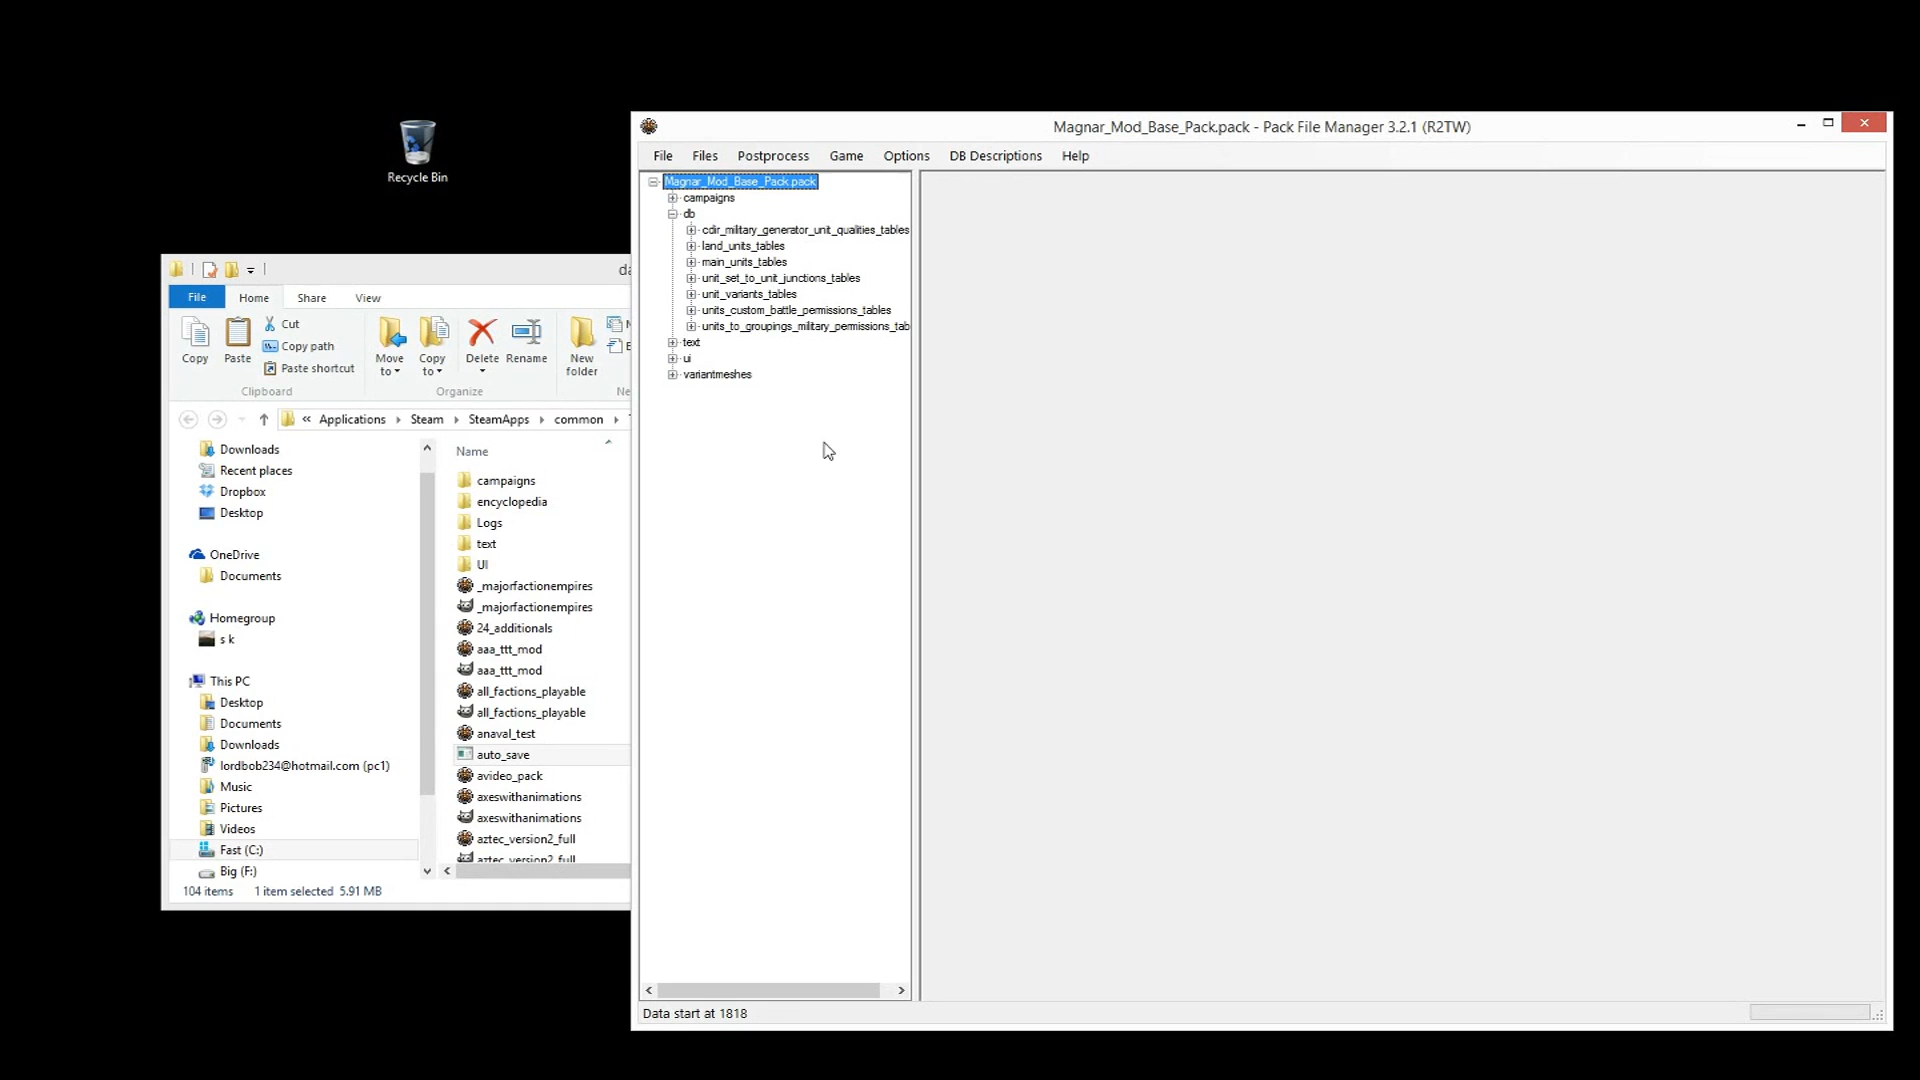 Recycle Bin
Magnar_Mod_Base_Pack.pack - Pack File Manager 3.2.1 (R2TW)
File Files Postprocess Game Options DB Descriptions Help
Magnar_Mod_Base_Pack.pack
campaigns
db
cdir_military_generator_unit_qualities_tables
land_units_tables
main_units_tables
unit_set_to_unit_junctions_tables
unit_variants_tables
units_custom_battle_permissions_tables
units_to_groupings_military_permissions_tab
text
ui
variantmeshes
Data start at 1818
da
File Home Share View
Copy
Paste
Cut
Copy path
Paste shortcut
Clipboard
Move to
Copy to
Delete
Rename
Organize
New folder
Ne
« Applications Steam SteamApps common
Downloads
Recent places
Dropbox
Desktop
OneDrive
Documents
Homegroup
s k
This PC
Desktop
Documents
Downloads
lordbob234@hotmail.com (pc1)
Music
Pictures
Videos
Fast (C:)
Big (F:)
Name
campaigns
encyclopedia
Logs
text
UI
_majorfactionempires
_majorfactionempires
24_additionals
aaa_ttt_mod
aaa_ttt_mod
all_factions_playable
all_factions_playable
anaval_test
auto_save
avideo_pack
axeswithanimations
axeswithanimations
aztec_version2_full
aztec_version2_full
104 items 1 item selected 5.91 MB